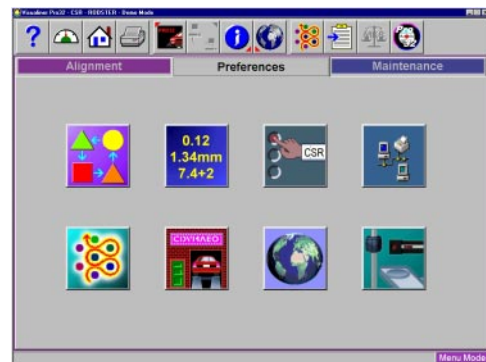 Visualiner Pro32 - CSR - RODSTER - Demo Mode
?
i
Alignment
Preferences
Maintenance
0.12
1.34mm
7.4+2
CSR
Menu Mode